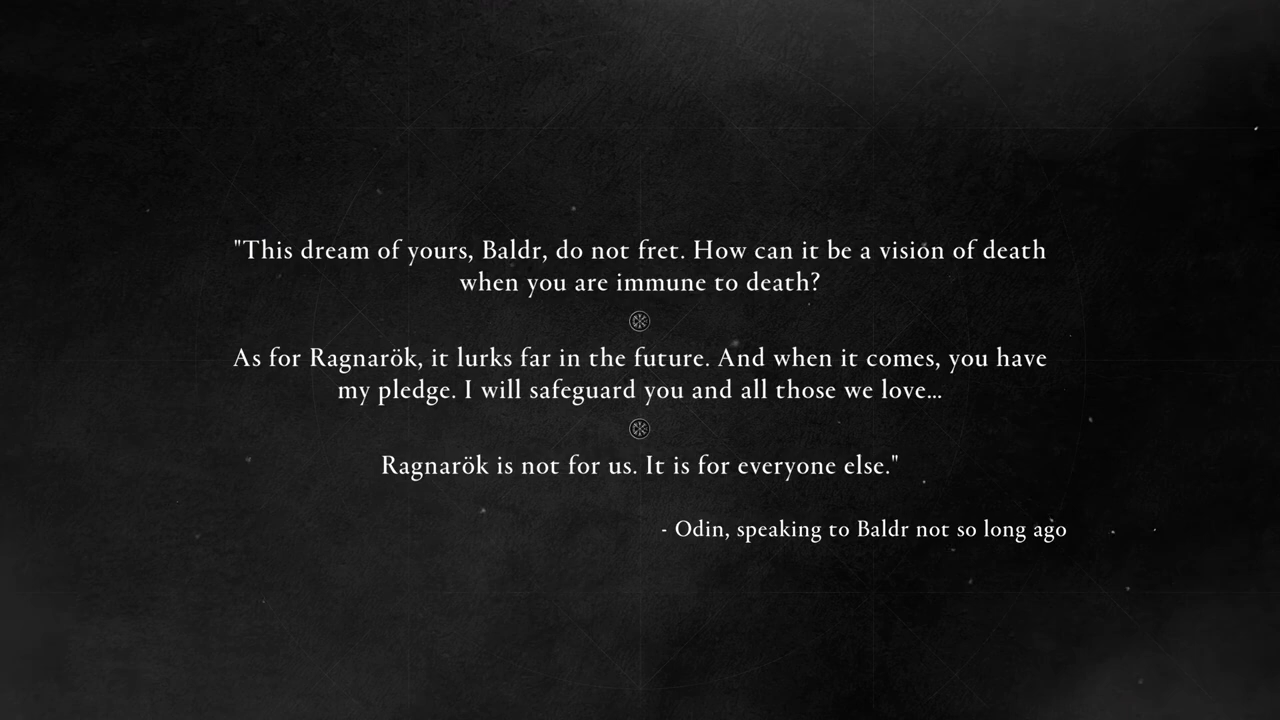 "This dream of yours, Baldr, do not fret. How can it be a vision of death
when you are immune to death?
As for Ragnarök, it lurks far in the future. And when it comes, you have
my pledge. I will safeguard you and all those we love...
Ragnarök is not for us. It is for everyone else."
- Odin, speaking to Baldr not so long ago